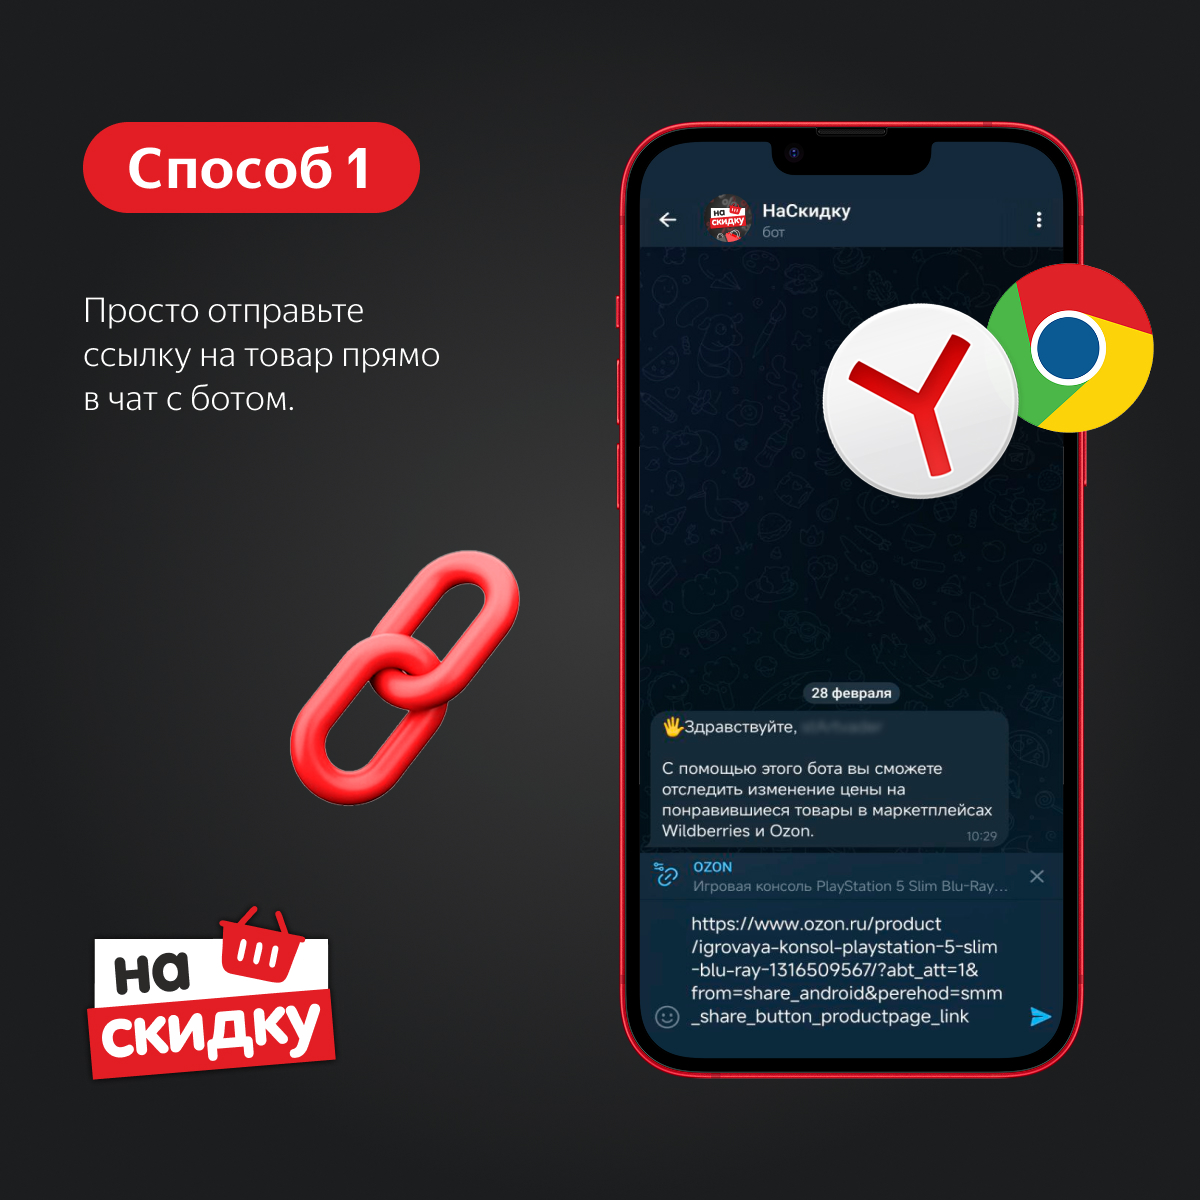 Способ 1
Просто отправьте
ссылку на товар прямо
в чат с ботом.
на
скидку
на
скидку
НаСкидку
бот
28 февраля
🖐Здравствуйте,
С помощью этого бота вы сможете
отследить изменение цены на
понравившиеся товары в маркетплейсах
Wildberries и Ozon.
10:29
OZON
Игровая консоль PlayStation 5 Slim Blu-Ray...
https://www.ozon.ru/product
/igrovaya-konsol-playstation-5-slim
-blu-ray-1316509567/?abt_att=1&
from=share_android&perehod=smm
_share_button_productpage_link